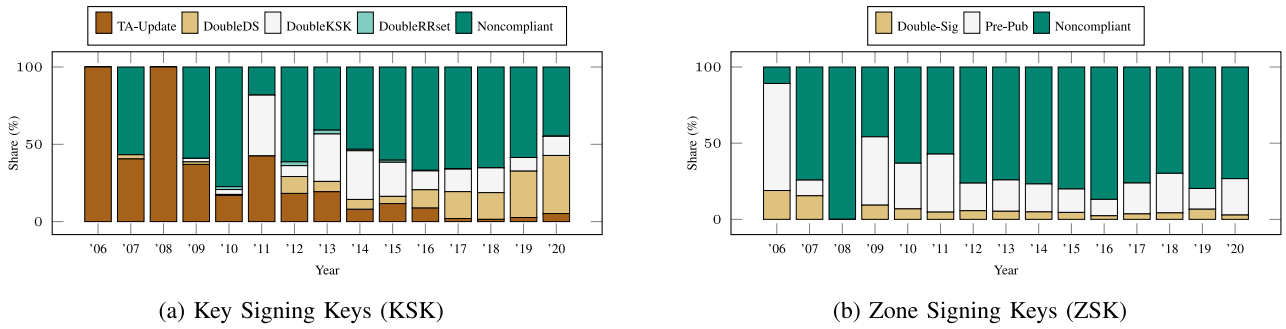 TA-Update DoubleDS DoubleKSK DoubleRRset Noncompliant
100
50
0
Share (%)
’06 ’07 ’08 ’09 ’10 ’11 ’12 ’13 ’14 ’15 ’16 ’17 ’18 ’19 ’20
Year
(a) Key Signing Keys (KSK)
Double-Sig Pre-Pub Noncompliant
100
50
0
Share (%)
’06 ’07 ’08 ’09 ’10 ’11 ’12 ’13 ’14 ’15 ’16 ’17 ’18 ’19 ’20
Year
(b) Zone Signing Keys (ZSK)